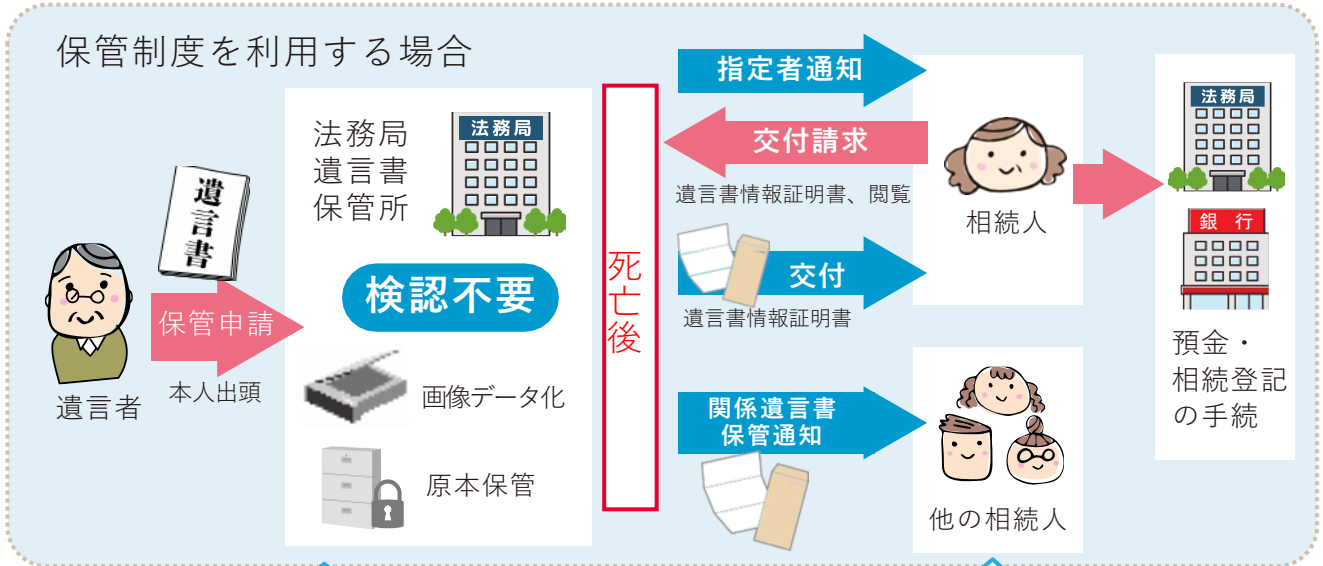 保管制度を利用する場合
遺言書
遺言者
保管申請
本人出頭
法務局
遺言書
保管所
法務局
検認不要
画像データ化
原本保管
死亡後
指定者通知
交付請求
遺言書情報証明書、閲覧
交付
遺言書情報証明書
関係遺言書
保管通知
相続人
他の相続人
法務局
銀行
預金・
相続登記
の手続